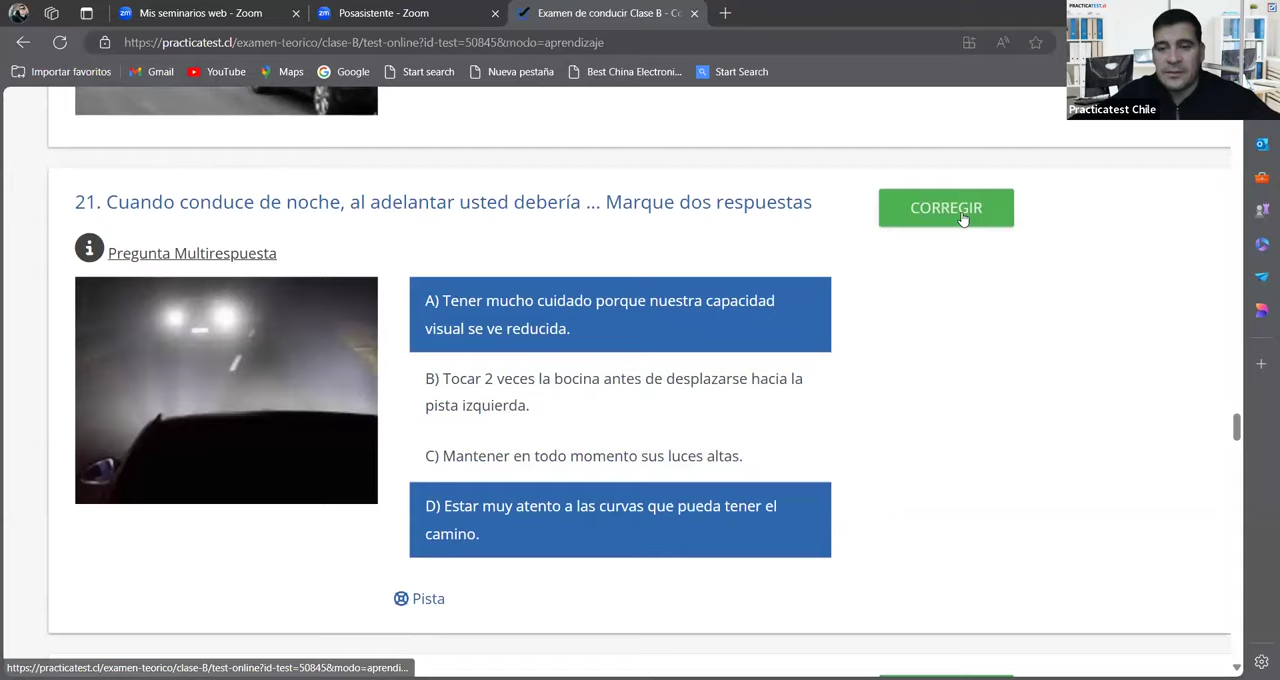 Mis seminarios web - Zoom
Posasistente - Zoom
Examen de conducir Clase B - Co
https://practicatest.cl/examen-teorico/clase-B/test-online?id-test=50845&modo=aprendizaje
Importar favoritos
Gmail
YouTube
Maps
Google
Start search
Nueva pestaña
Best China Electroni...
Start Search
PRACTICATEST.cl
Practicatest Chile
21. Cuando conduce de noche, al adelantar usted debería ... Marque dos respuestas
CORREGIR
Pregunta Multirespuesta
A) Tener mucho cuidado porque nuestra capacidad
visual se ve reducida.
B) Tocar 2 veces la bocina antes de desplazarse hacia la
pista izquierda.
C) Mantener en todo momento sus luces altas.
D) Estar muy atento a las curvas que pueda tener el
camino.
Pista
https://practicatest.cl/examen-teorico/clase-B/test-online?id-test=50845&modo=aprendi...